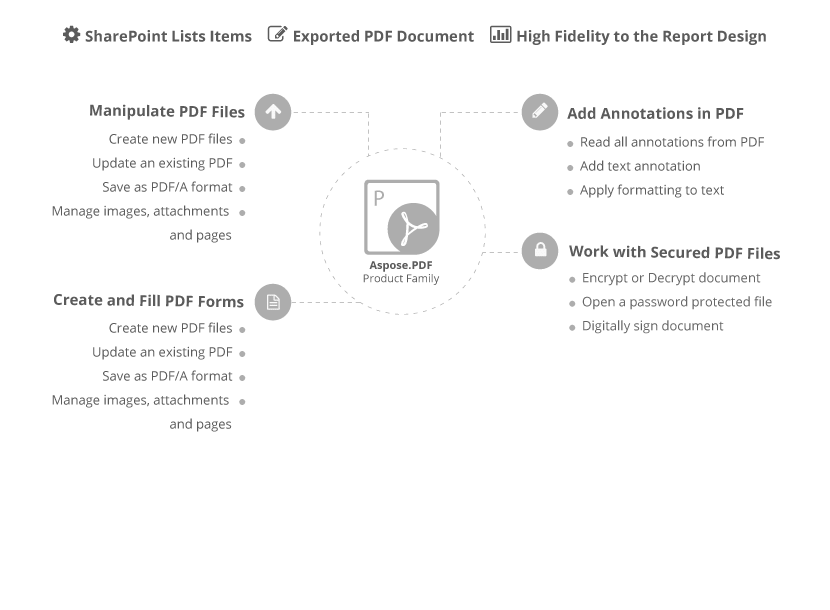 SharePoint Lists Items Exported PDF Document High Fidelity to the Report Design
Manipulate PDF Files
Create new PDF files
Update an existing PDF
Save as PDF/A format
Manage images, attachments
and pages
Create and Fill PDF Forms
Create new PDF files
Update an existing PDF
Save as PDF/A format
Manage images, attachments
and pages
P
Aspose.PDF
Product Family
Add Annotations in PDF
Read all annotations from PDF
Add text annotation
Apply formatting to text
Work with Secured PDF Files
Encrypt or Decrypt document
Open a password protected file
Digitally sign document